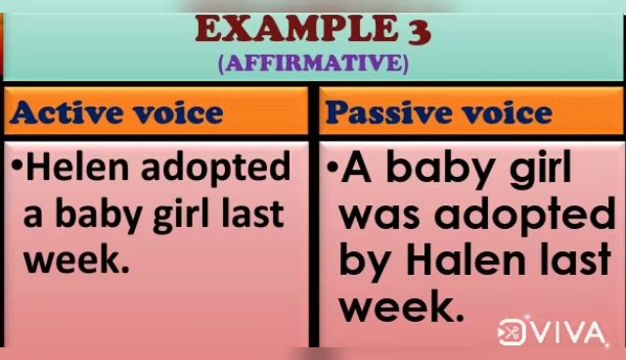 EXAMPLE 3
(AFFIRMATIVE)
Active voice
•Helen adopted
a baby girl last
week.
Passive voice
•A baby girl
was adopted
by Halen last
week.
VIVA